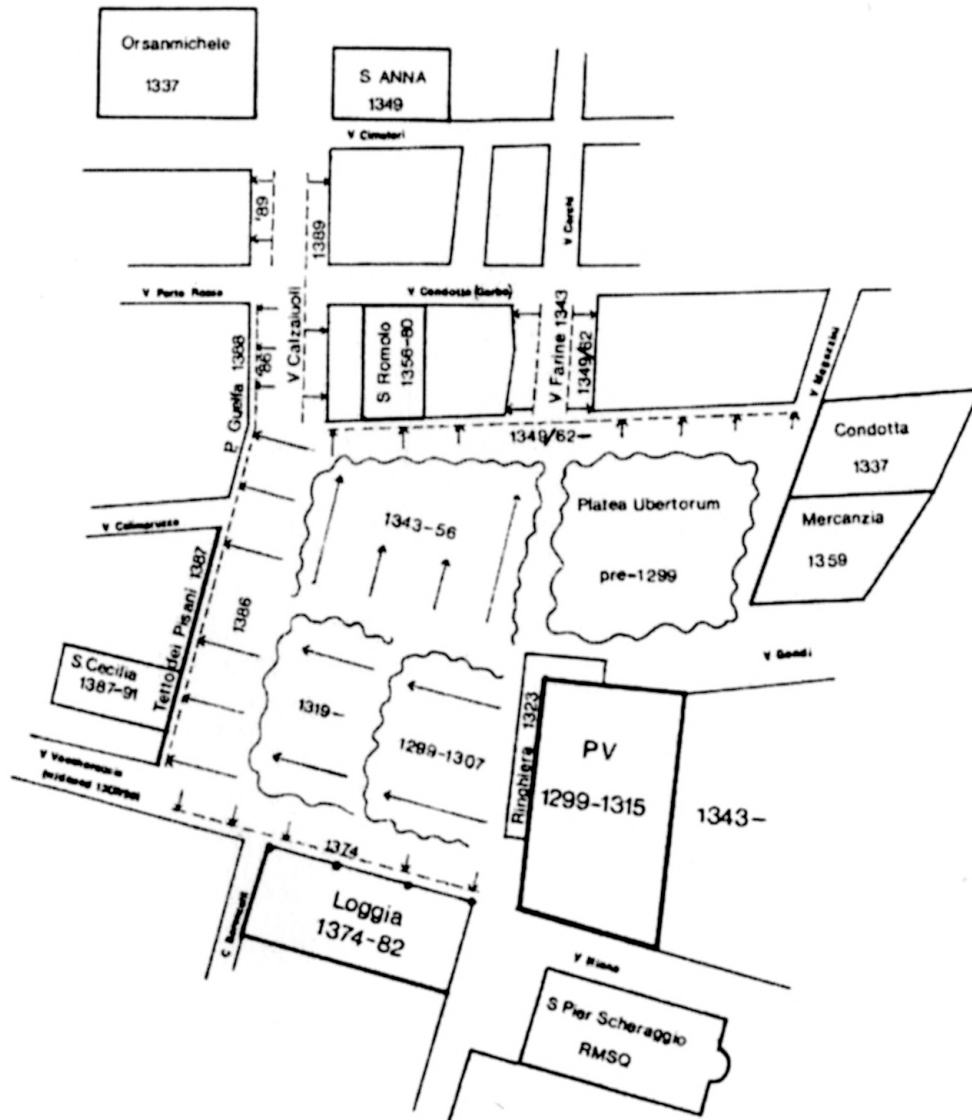 Orsanmichele
1337
S ANNA
1349
V Cimatori
'89
1389
V Cerchi
V Porta Rossa
V Condotta (Garbo)
V Calzaiuoli
P. Guelfa 1388
'86
S Romolo
1356-80
V Farine 1343
1349/62
V Magazzini
1349/62-
Condotta
1337
Mercanzia
1359
Platea Ubertorum
pre-1299
1343-56
V Calimaruzza
Tetto dei Pisani 1387
1386
S Cecilia
1387-91
1319-
1299-1307
Ringhiera 1323
V Gondi
PV
1299-1315
1343-
V Vacchereccia
1374
Loggia
1374-82
V Ninna
S Pier Scheraggio
RMSQ